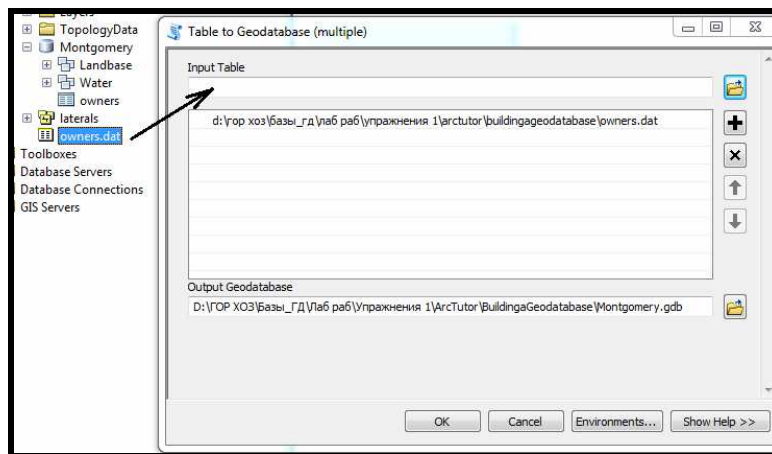 Layers
TopologyData
Montgomery
Landbase
Water
owners
laterals
owners.dat
Toolboxes
Database Servers
Database Connections
GIS Servers
Table to Geodatabase (multiple)
Input Table
d:\гор хоз\базы_гд\лаб раб\упражнения 1\arctutor\buildingageodatabase\owners.dat
Output Geodatabase
D:\ГОР ХОЗ\Базы_ГД\Лаб раб\Упражнения 1\ArcTutor\BuildingaGeodatabase\Montgomery.gdb
OK
Cancel
Environments...
Show Help >>